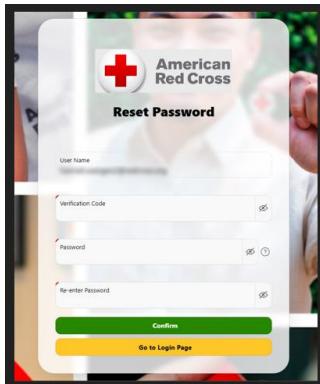 American
Red Cross
Reset Password
User Name
Verification Code
Password
?
Re-enter Password
Confirm
Go to Login Page